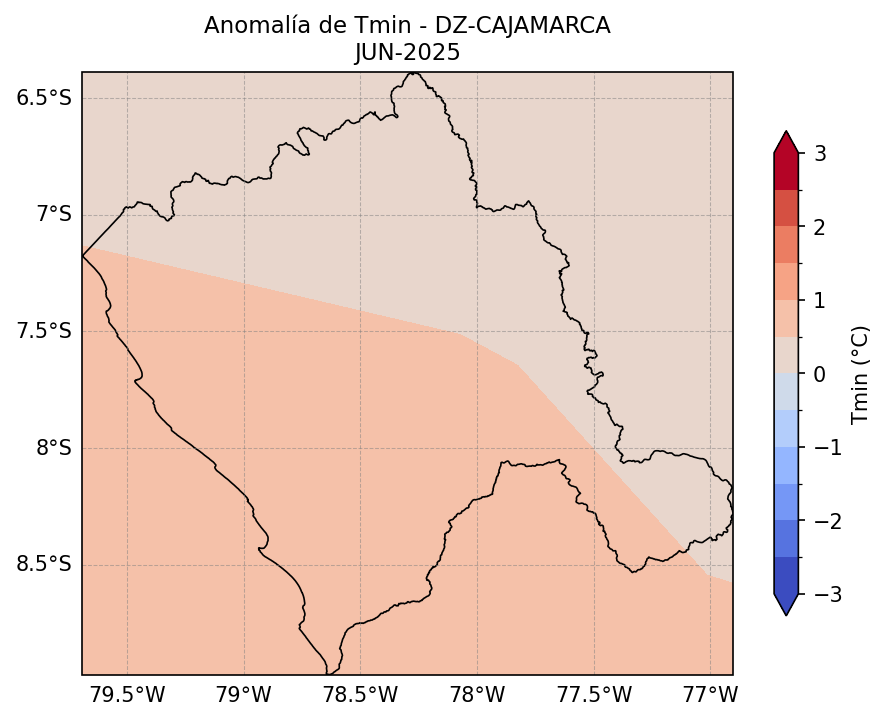 Anomalía de Tmin - DZ-CAJAMARCA
JUN-2025
6.5°S
7°S
7.5°S
8°S
8.5°S
79.5°W
79°W
78.5°W
78°W
77.5°W
77°W
3
2
1
0
−1
−2
−3
Tmin (°C)